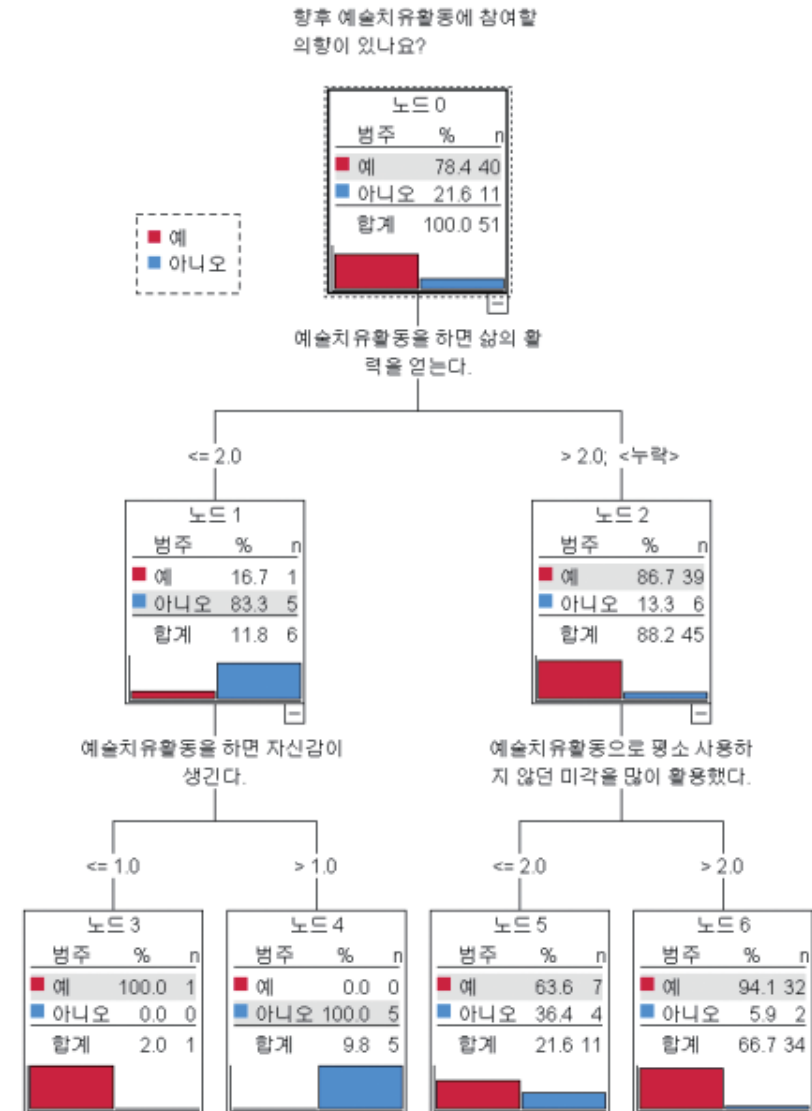 향후 예술치유활동에 참여할
의향이 있나요?
노드 0
범주 % n
예 78.4 40
아니오 21.6 11
합계 100.0 51
예
아니오
예술치유활동을 하면 삶의 활
력을 얻는다.
<= 2.0
> 2.0; <누락>
노드 1
범주 % n
예 16.7 1
아니오 83.3 5
합계 11.8 6
노드 2
범주 % n
예 86.7 39
아니오 13.3 6
합계 88.2 45
예술치유활동을 하면 자신감이
생긴다.
예술치유활동으로 평소 사용하
지 않던 미각을 많이 활용했다.
<= 1.0
> 1.0
<= 2.0
> 2.0
노드 3
범주 % n
예 100.0 1
아니오 0.0 0
합계 2.0 1
노드 4
범주 % n
예 0.0 0
아니오 100.0 5
합계 9.8 5
노드 5
범주 % n
예 63.6 7
아니오 36.4 4
합계 21.6 11
노드 6
범주 % n
예 94.1 32
아니오 5.9 2
합계 66.7 34